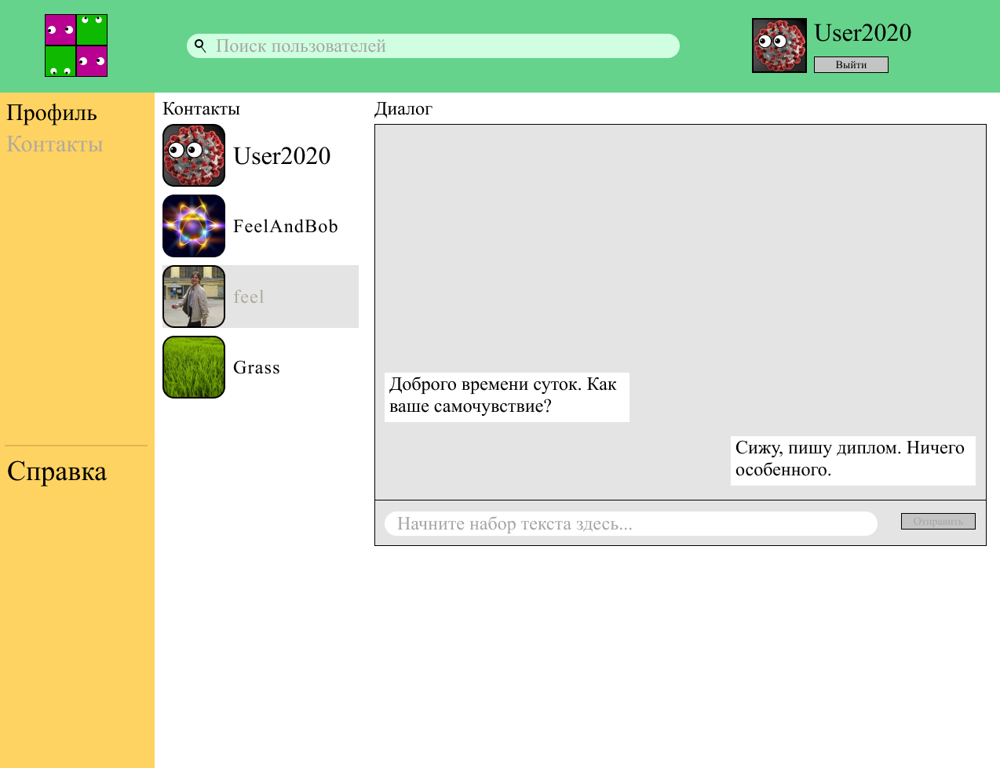 Поиск пользователей
User2020
Выйти
Профиль
Контакты
Справка
Контакты
User2020
FeelAndBob
feel
Grass
Диалог
Доброго времени суток. Как
ваше самочувствие?
Сижу, пишу диплом. Ничего
особенного.
Начните набор текста здесь...
Отправить